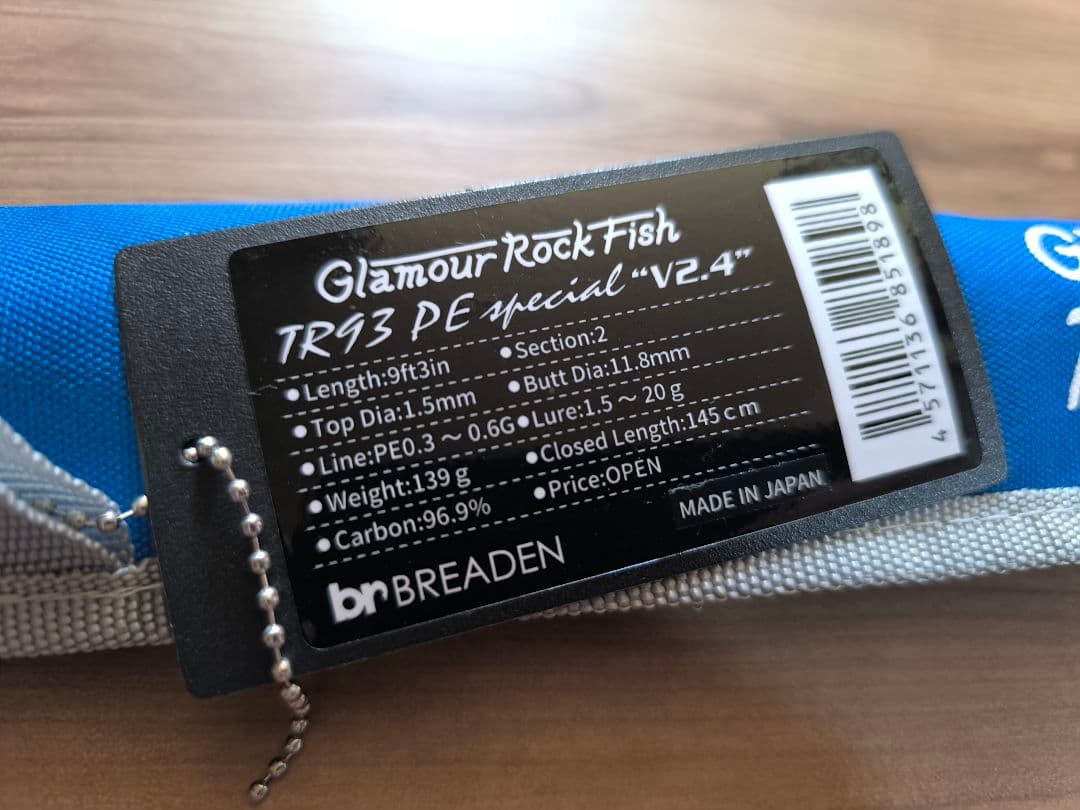 Glamour Rock Fish
TR93 PE special “V2.4”
●Length:9ft3in ●Section:2
●Top Dia:1.5mm ●Butt Dia:11.8mm
●Line:PE0.3 ～ 0.6G ●Lure:1.5 ～ 20 g
●Weight:139 g ●Closed Length:145 c m
●Carbon:96.9% ●Price:OPEN
MADE IN JAPAN
br BREADEN
4 571136 851898